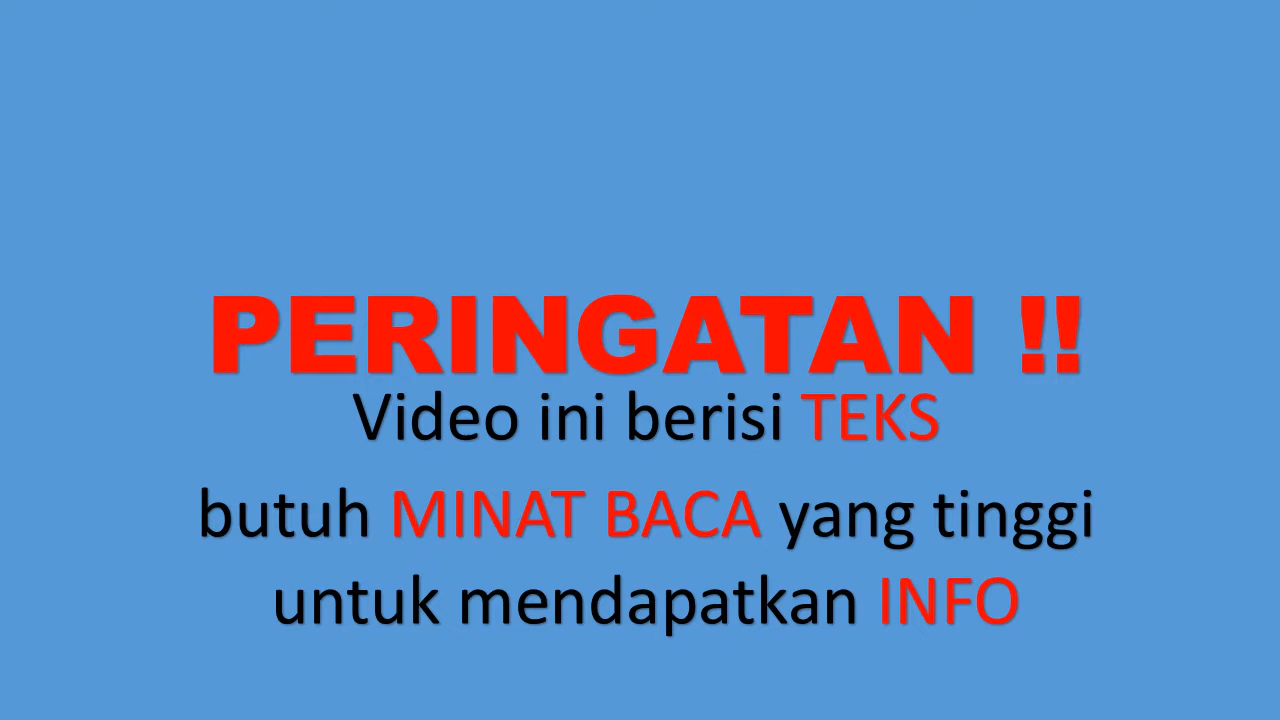 PERINGATAN !!
Video ini berisi TEKS
butuh MINAT BACA yang tinggi
untuk mendapatkan INFO